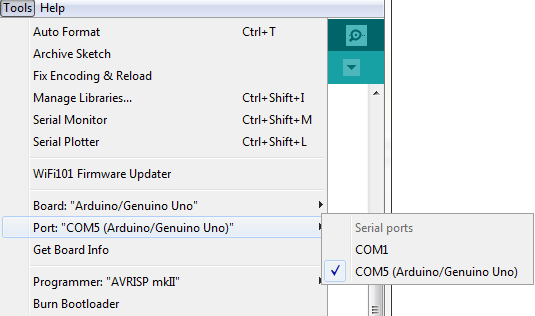 Tools Help
Auto Format Ctrl+T
Archive Sketch
Fix Encoding & Reload
Manage Libraries... Ctrl+Shift+I
Serial Monitor Ctrl+Shift+M
Serial Plotter Ctrl+Shift+L
WiFi101 Firmware Updater
Board: "Arduino/Genuino Uno"
Port: "COM5 (Arduino/Genuino Uno)"
Get Board Info
Programmer: "AVRISP mkII"
Burn Bootloader
Serial ports
COM1
COM5 (Arduino/Genuino Uno)